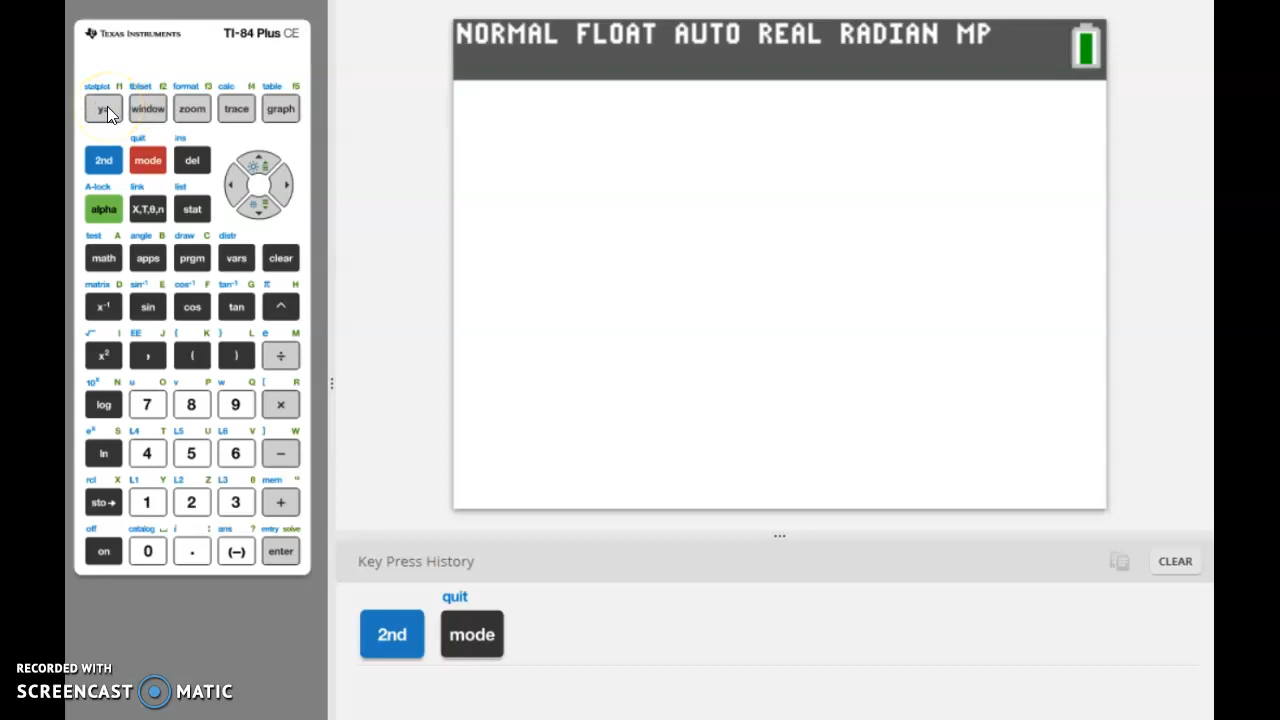 TEXAS INSTRUMENTS TI-84 Plus CE
NORMAL FLOAT AUTO REAL RADIAN MP
statplot f1 tblset f2 format f3 calc f4 table f5
window zoom trace graph
quit ins
2nd mode del
A-lock link list
alpha X,T,θ,n stat
test A angle B draw C distr
math apps prgm vars clear
matrix D sin⁻¹ E cos⁻¹ F tan⁻¹ G π H
x⁻¹ sin cos tan ^
√ I EE J { K } L e M
x² , ( ) ÷
10ˣ N u O v P w Q [ R
log 7 8 9 ×
eˣ S L4 T L5 U L6 V ] W
ln 4 5 6 −
rcl X L1 Y L2 Z L3 θ mem "
sto→ 1 2 3 +
off catalog i : ans ? entry solve
on 0 . (−) enter
Key Press History
CLEAR
quit
2nd mode
RECORDED WITH
SCREENCAST MATIC